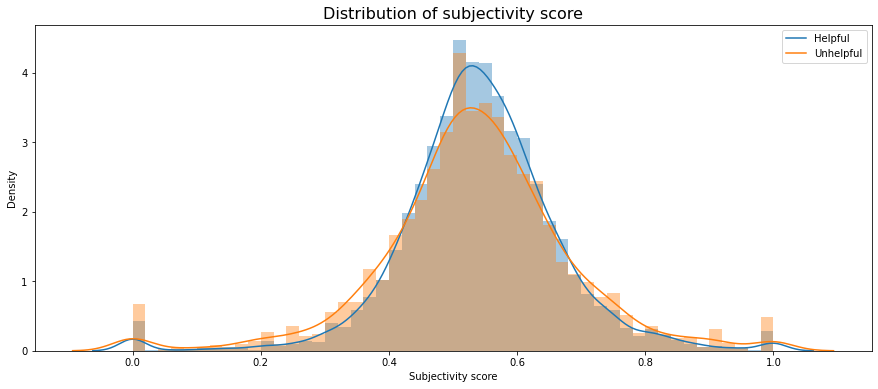 Distribution of subjectivity score
Helpful
Unhelpful
Density
4
3
2
1
0
0.0 0.2 0.4 0.6 0.8 1.0
Subjectivity score